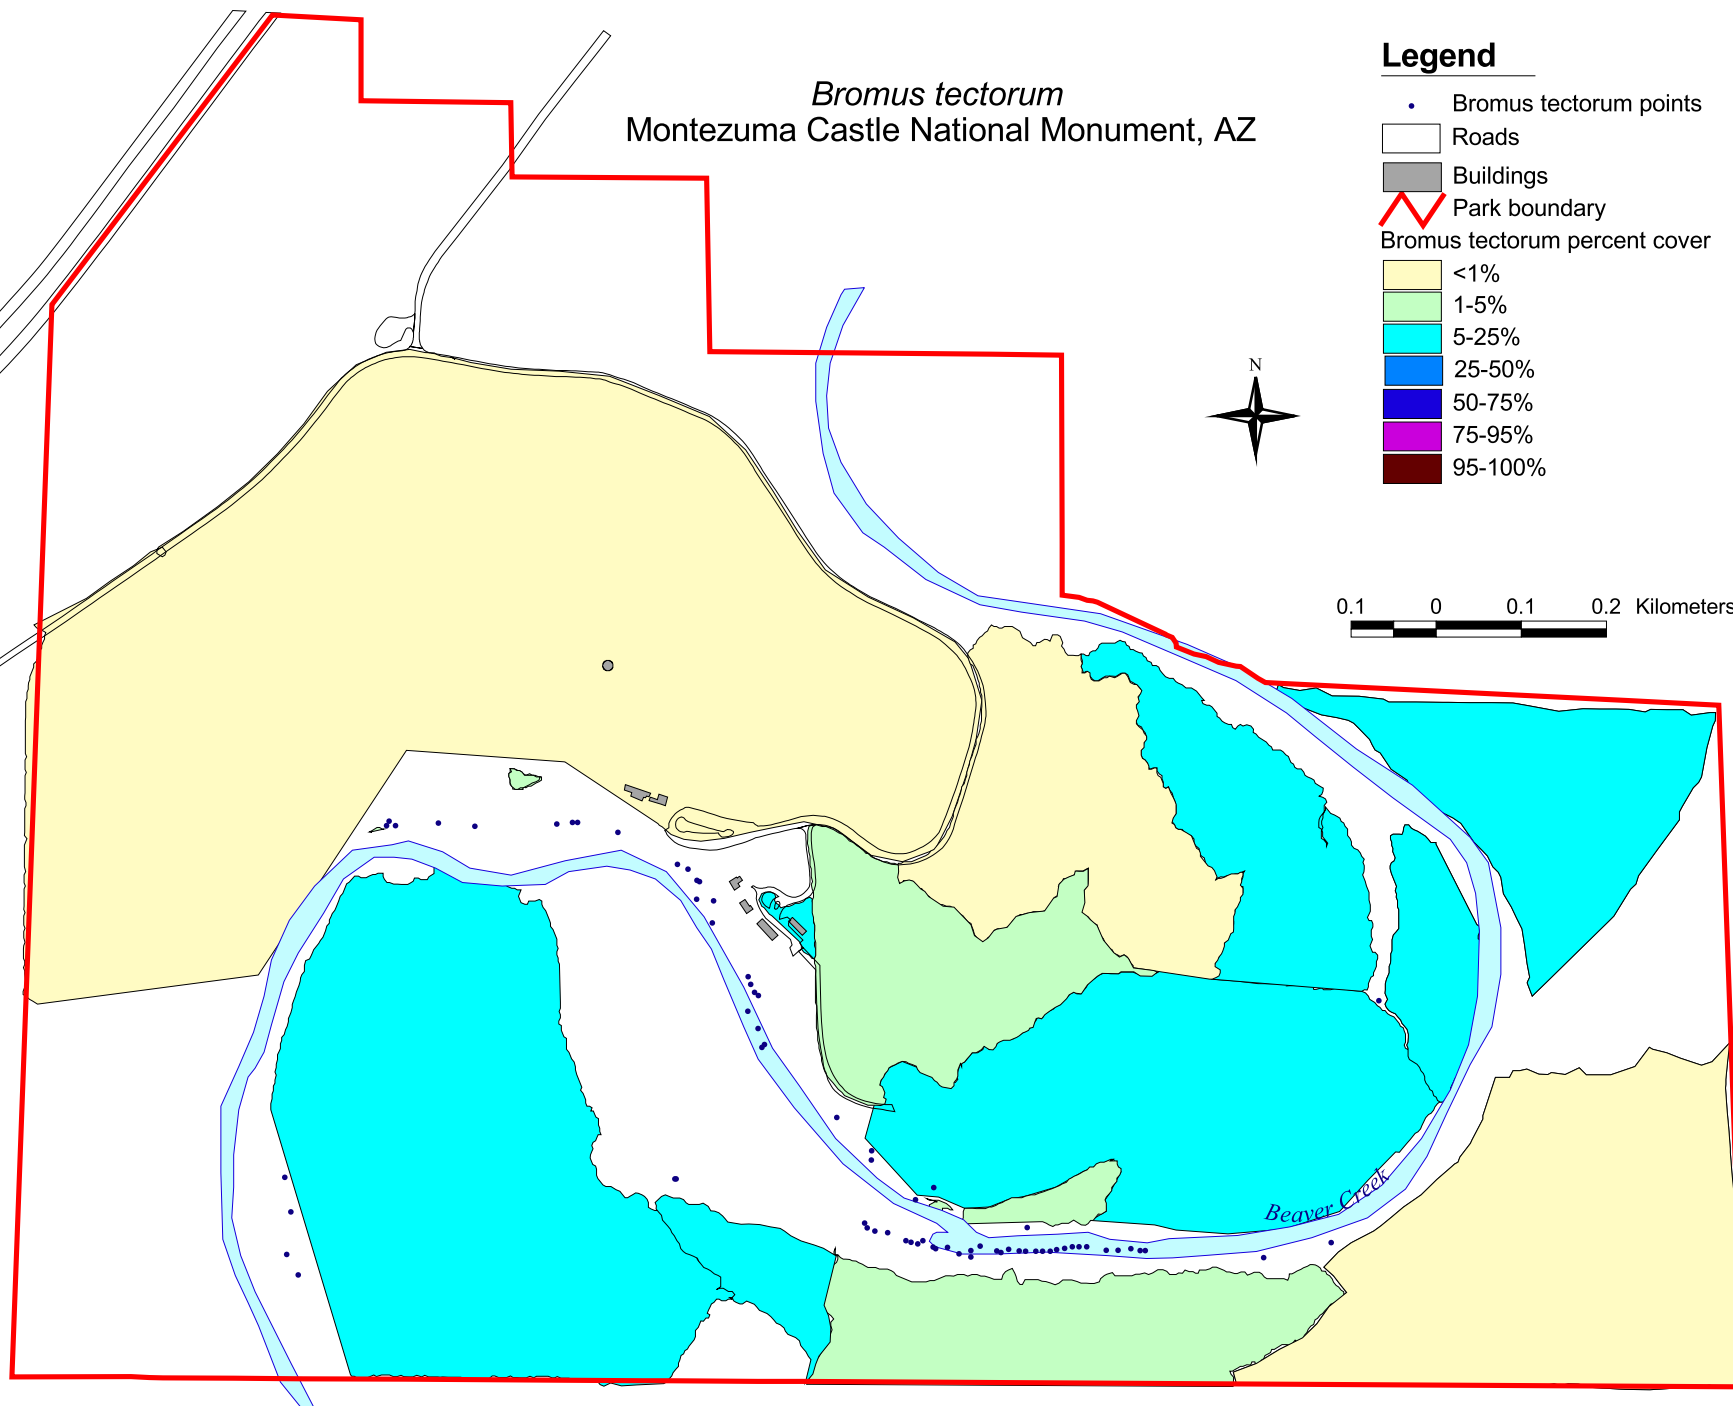 Bromus tectorum
Montezuma Castle National Monument, AZ
Legend
Bromus tectorum points
Roads
Buildings
Park boundary
Bromus tectorum percent cover
<1%
1-5%
5-25%
25-50%
50-75%
75-95%
95-100%
N
0.1 0 0.1 0.2 Kilometers
Beaver Creek